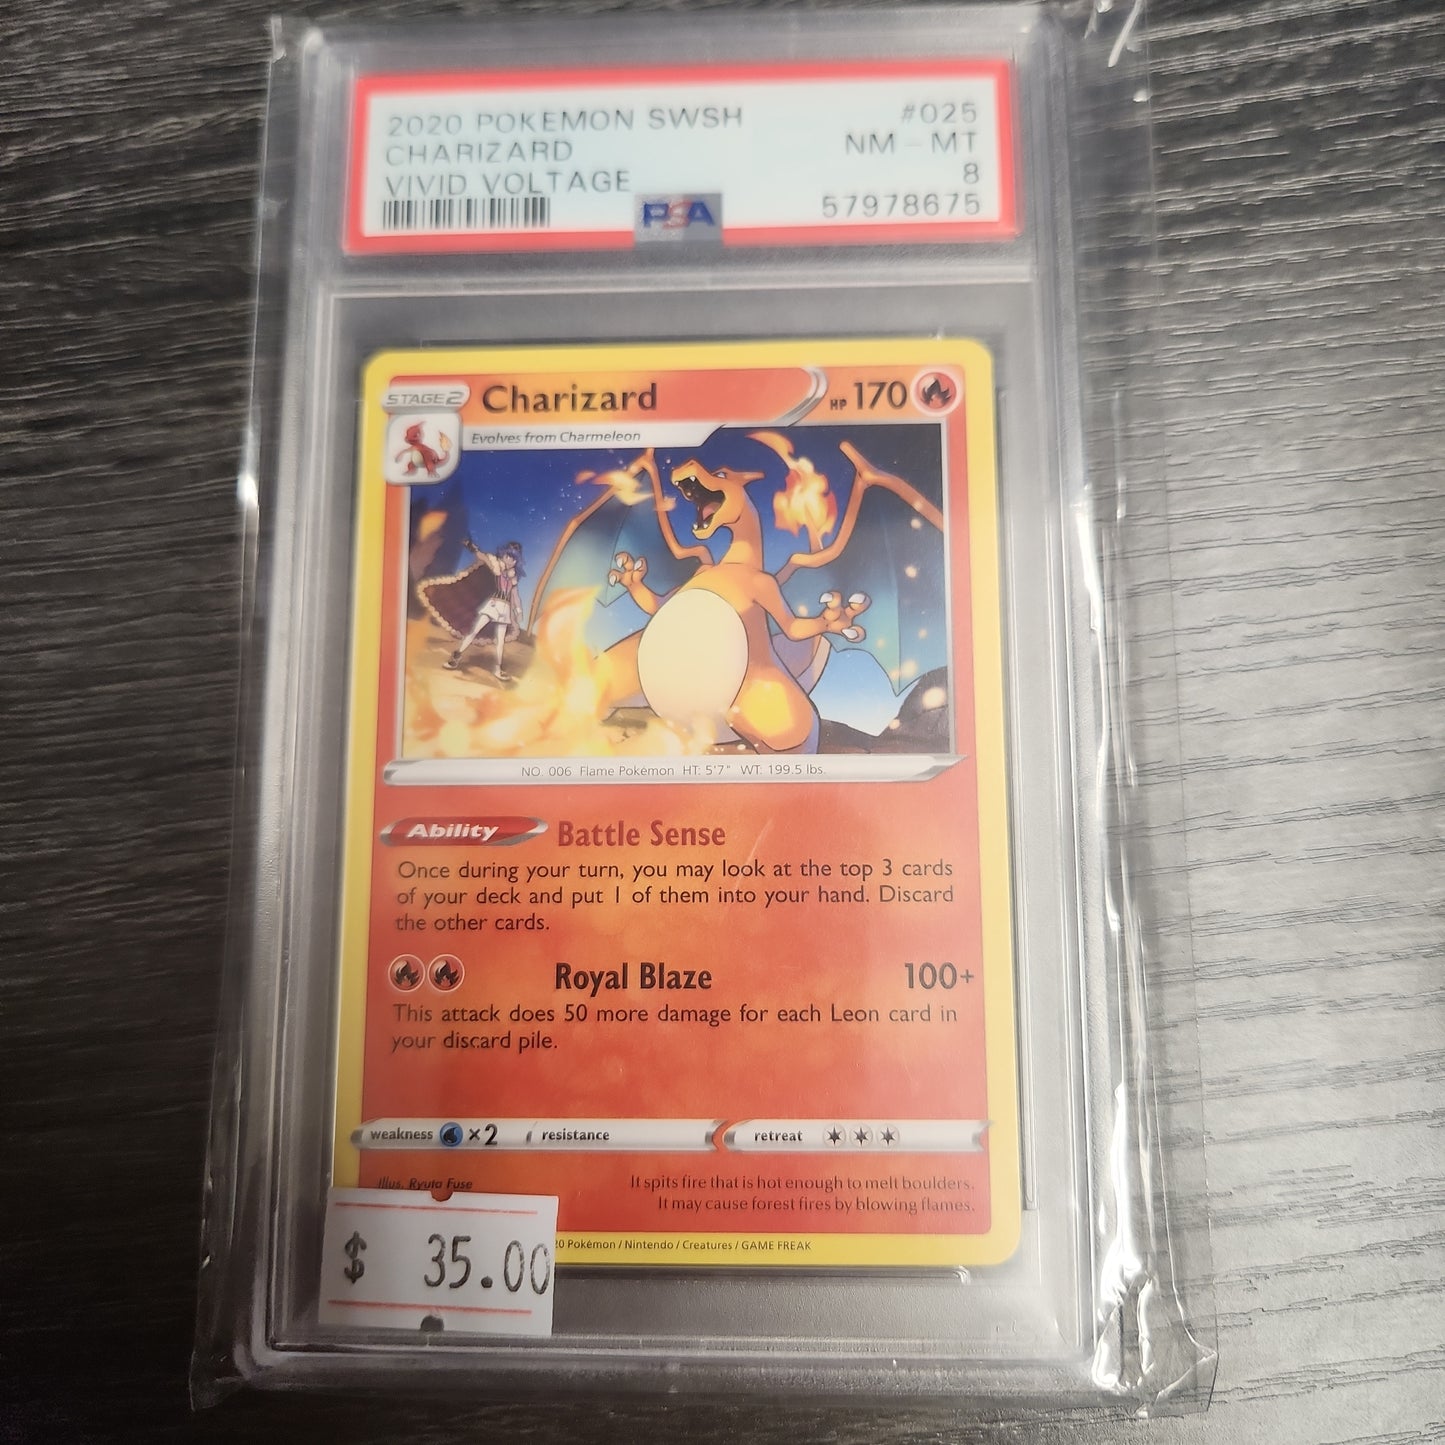 2020 POKEMON SWSH #025
CHARIZARD NM - MT
VIVID VOLTAGE 8
PSA 57978675
STAGE 2 Charizard HP 170
Evolves from Charmeleon
NO. 006 Flame Pokémon HT: 5'7" WT: 199.5 lbs.
Ability Battle Sense
Once during your turn, you may look at the top 3 cards
of your deck and put 1 of them into your hand. Discard
the other cards.
Royal Blaze 100+
This attack does 50 more damage for each Leon card in
your discard pile.
weakness ×2 resistance retreat
Illus. Ryuta Fuse
It spits fire that is hot enough to melt boulders.
It may cause forest fires by blowing flames.
20 Pokémon / Nintendo / Creatures / GAME FREAK
$ 35.00